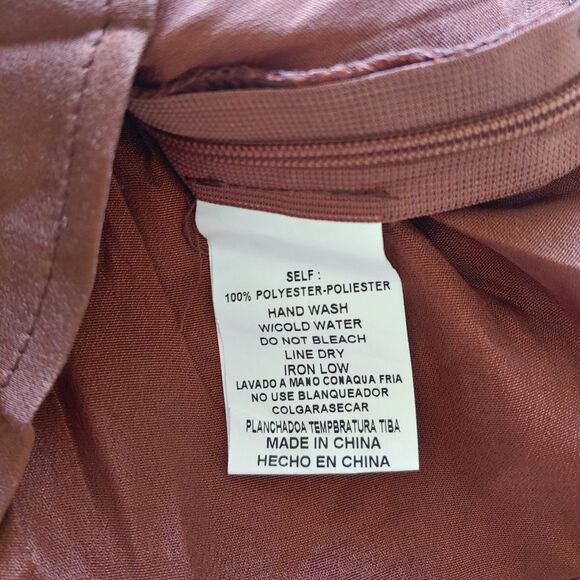 SELF :
100% POLYESTER-POLIESTER
HAND WASH
W/COLD WATER
DO NOT BLEACH
LINE DRY
IRON LOW
LAVADO A MANO CONAQUA FRIA
NO USE BLANQUEADOR
COLGARASECAR
PLANCHADOA TEMPBRATURA TIBA
MADE IN CHINA
HECHO EN CHINA